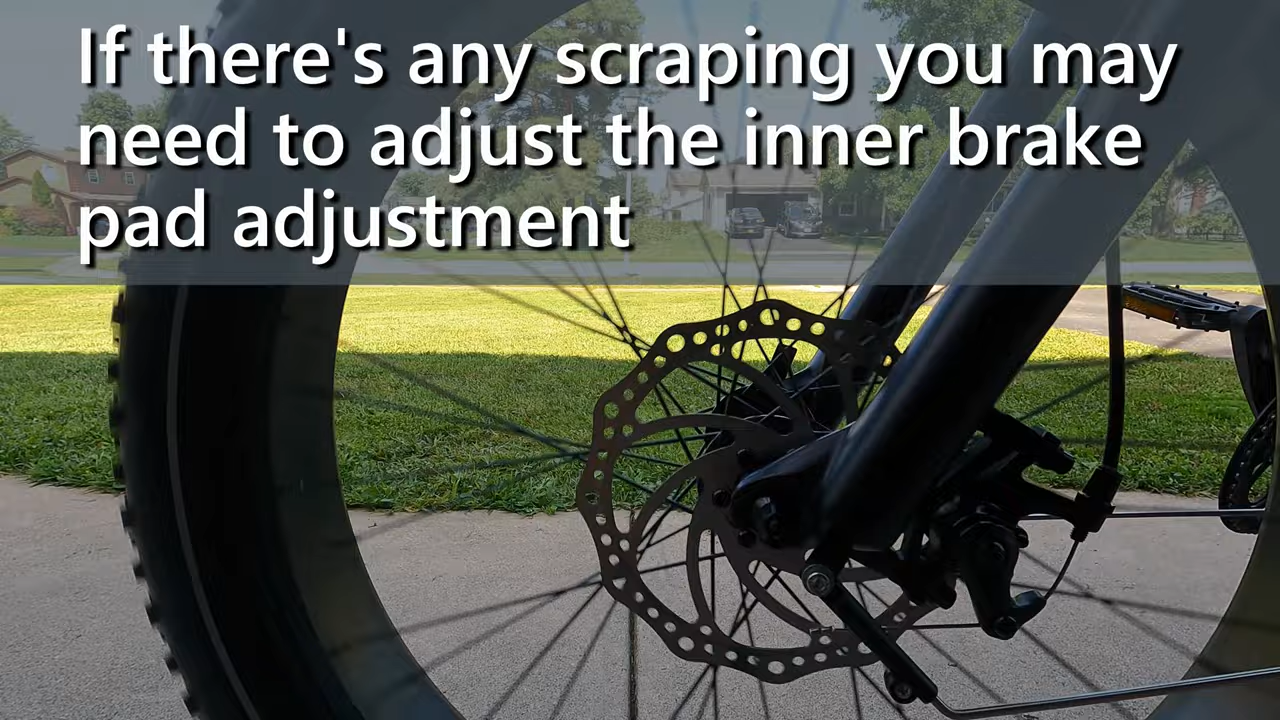 If there's any scraping you may
need to adjust the inner brake
pad adjustment